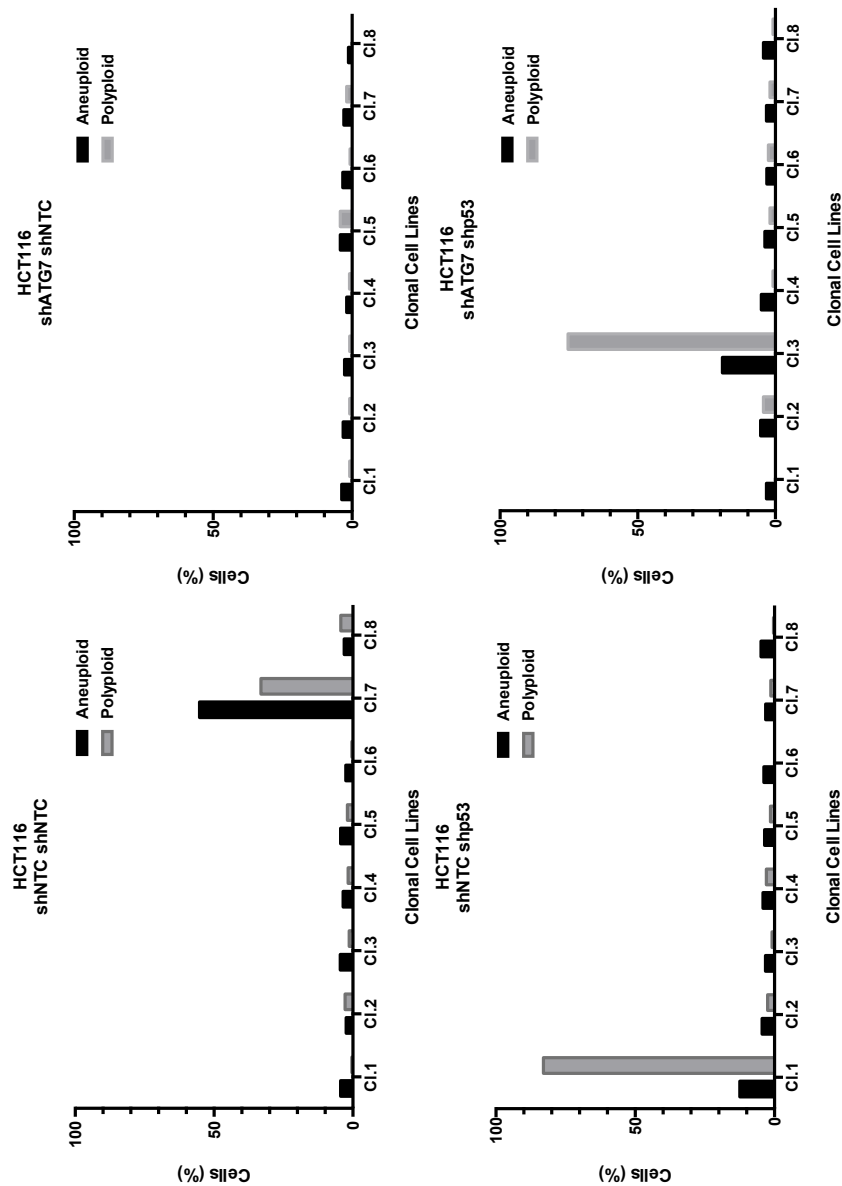 HCT116
shNTC shNTC
Aneuploid
Polyploid
100
50
0
Cells (%)
Cl.1 Cl.2 Cl.3 Cl.4 Cl.5 Cl.6 Cl.7 Cl.8
Clonal Cell Lines
HCT116
shATG7 shNTC
Aneuploid
Polyploid
100
50
0
Cells (%)
Cl.1 Cl.2 Cl.3 Cl.4 Cl.5 Cl.6 Cl.7 Cl.8
Clonal Cell Lines
HCT116
shNTC shp53
Aneuploid
Polyploid
100
50
0
Cells (%)
Cl.1 Cl.2 Cl.3 Cl.4 Cl.5 Cl.6 Cl.7 Cl.8
Clonal Cell Lines
HCT116
shATG7 shp53
Aneuploid
Polyploid
100
50
0
Cells (%)
Cl.1 Cl.2 Cl.3 Cl.4 Cl.5 Cl.6 Cl.7 Cl.8
Clonal Cell Lines